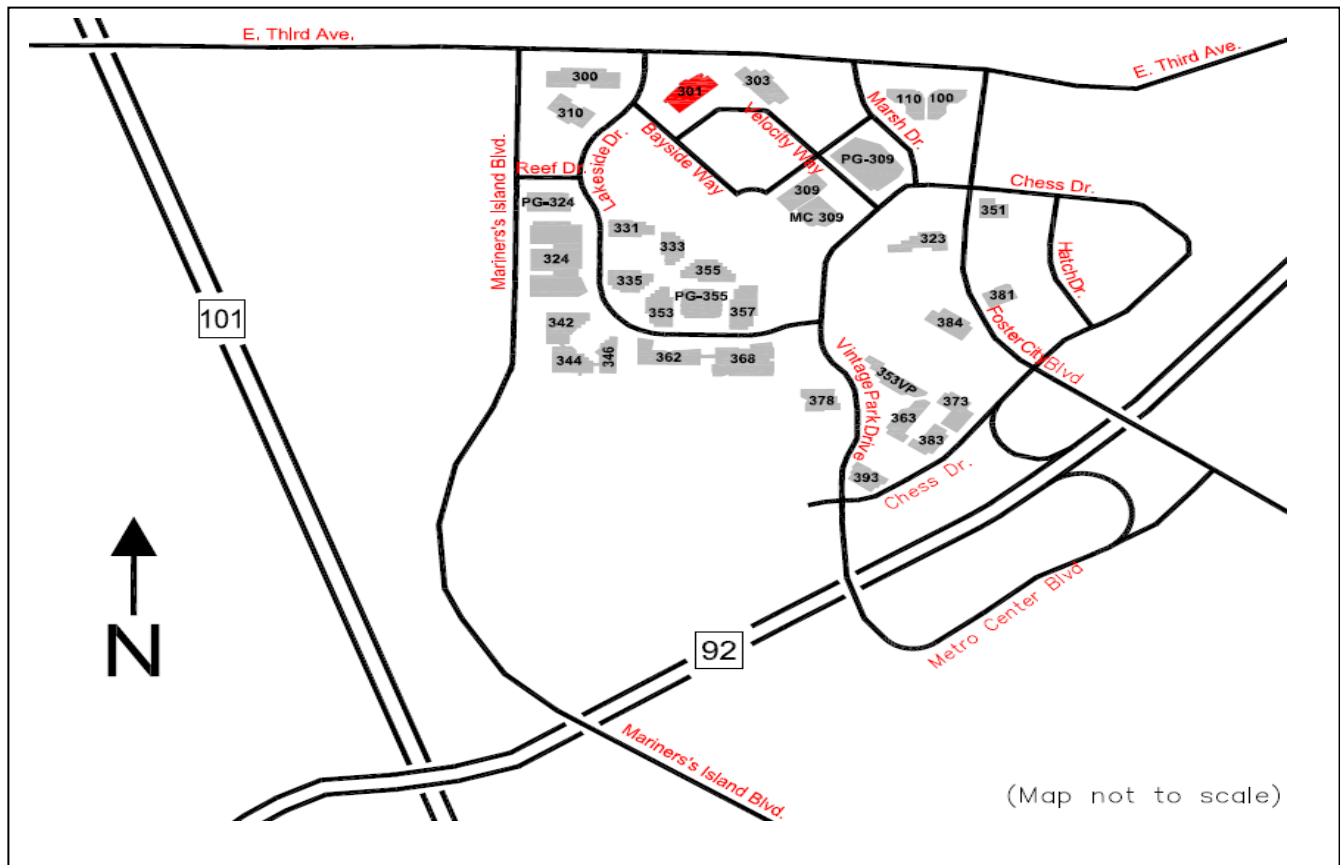 E. Third Ave.
E. Third Ave.
300
301
303
310
110
100
Marsh Dr.
Velocity Way
Bayside Way
Lakeside Dr.
Mariners's Island Blvd.
Reef Dr.
PG-309
309
MC 309
Chess Dr.
PG-324
351
331
333
323
Hatch Dr.
324
355
335
PG-355
353
357
381
384
Foster City Blvd
101
342
344
346
362
368
Vintage Park Drive
353VP
378
363
373
383
393
Chess Dr.
N
92
Metro Center Blvd
Mariners's Island Blvd.
(Map not to scale)